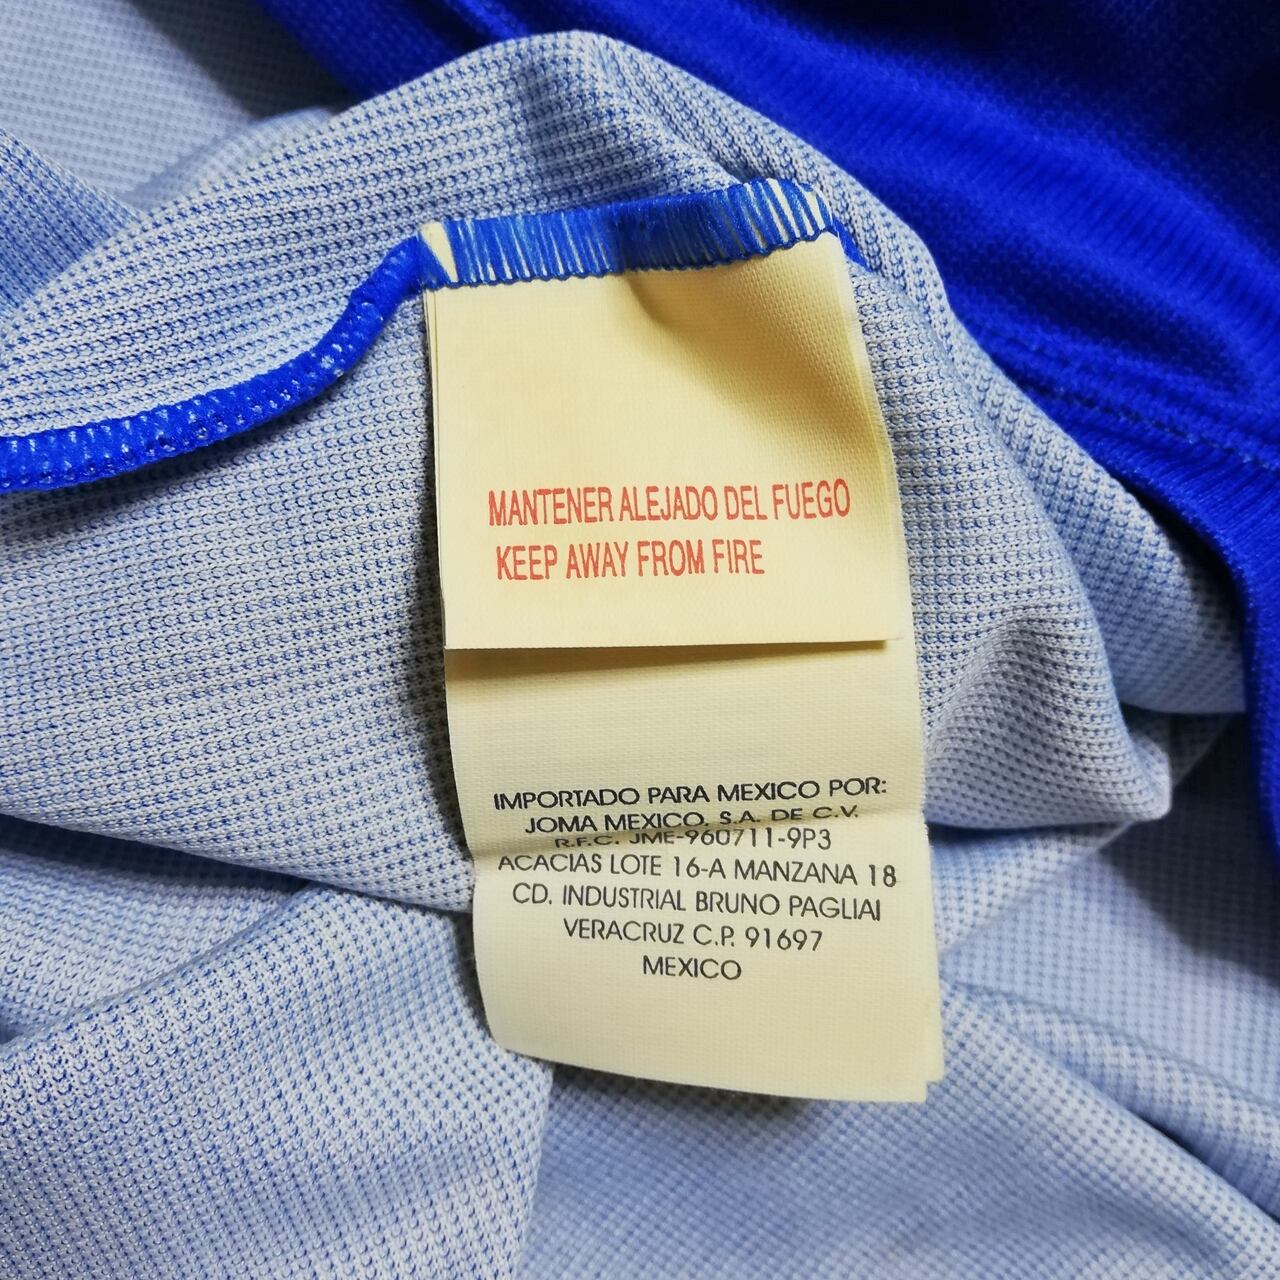 MANTENER ALEJADO DEL FUEGO
KEEP AWAY FROM FIRE
IMPORTADO PARA MEXICO POR:
JOMA MEXICO, S.A. DE C.V.
R.F.C. JME-960711-9P3
ACACIAS LOTE 16-A MANZANA 18
CD. INDUSTRIAL BRUNO PAGLIAI
VERACRUZ C.P. 91697
MEXICO